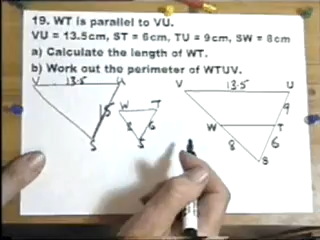 19. WT is parallel to VU.
VU = 13.5cm, ST = 6cm, TU = 9cm, SW = 8cm
a) Calculate the length of WT.
b) Work out the perimeter of WTUV.
V 13.5 U
15
S
W T
8 6
S
V 13.5 U
9
W T
8 6
S